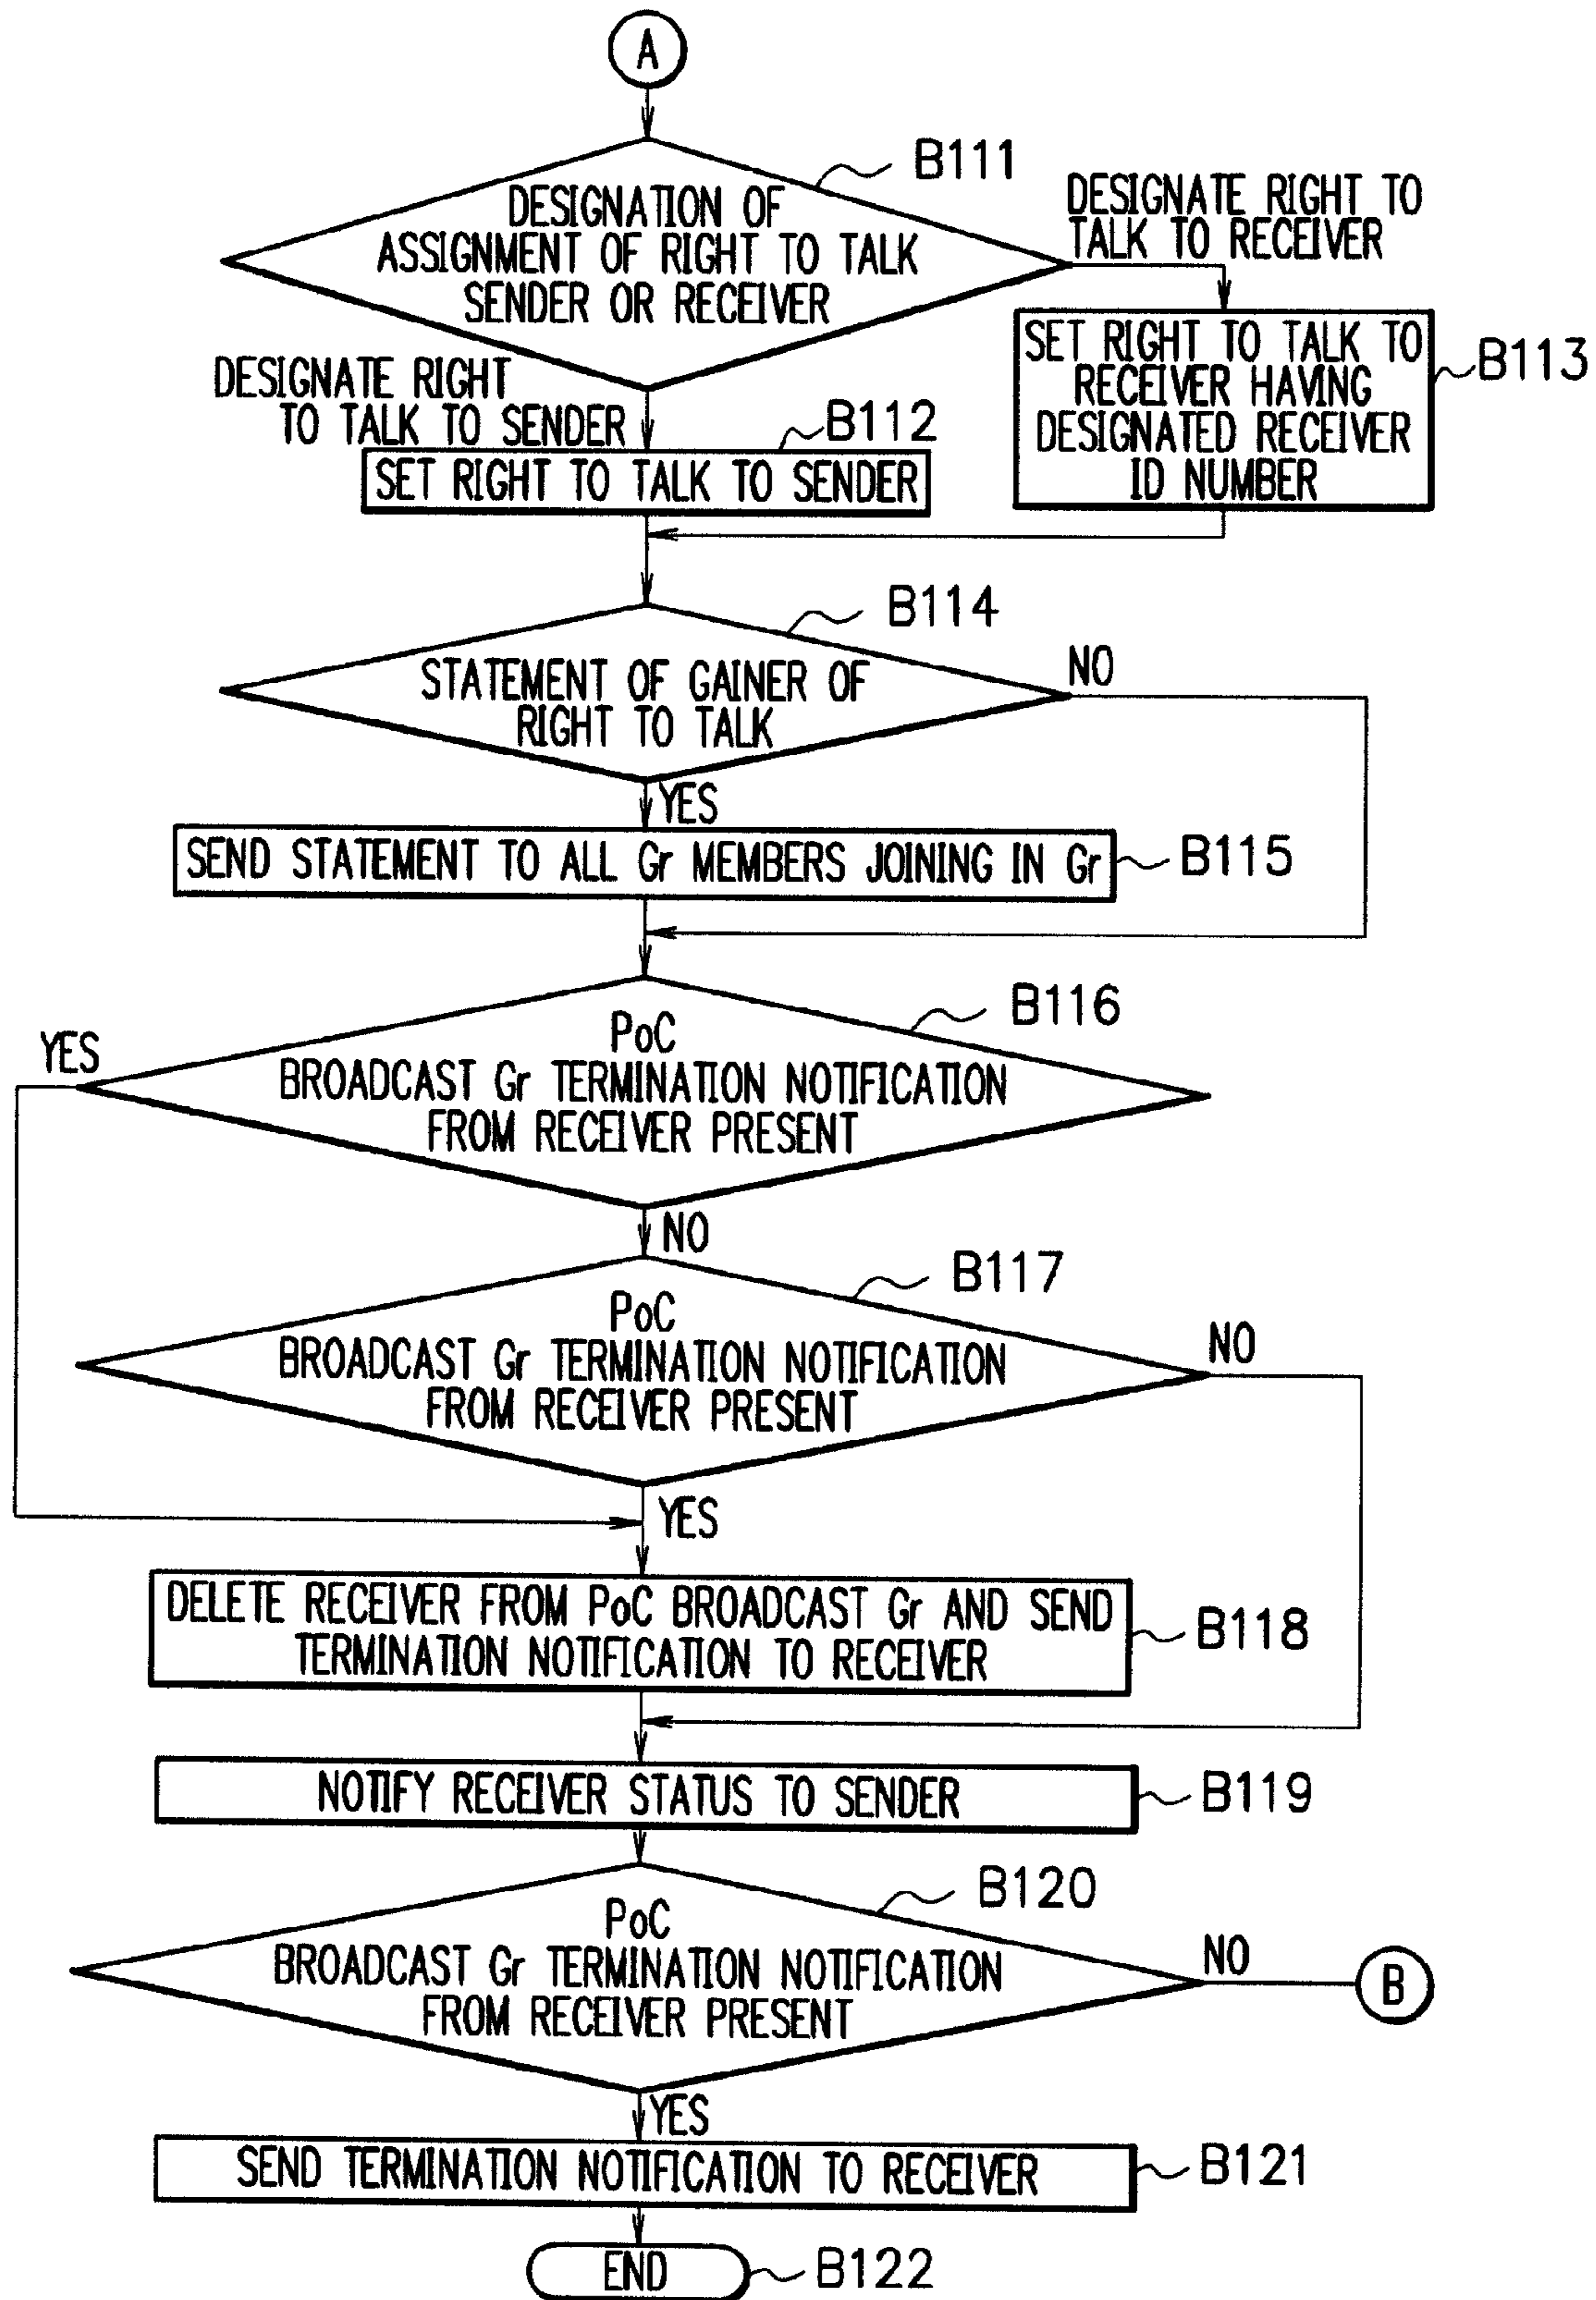 A
B111
DESIGNATION OF
ASSIGNMENT OF RIGHT TO TALK
SENDER OR RECEIVER
DESIGNATE RIGHT TO
TALK TO RECEIVER
SET RIGHT TO TALK TO
RECEIVER HAVING
DESIGNATED RECEIVER
ID NUMBER
B113
DESIGNATE RIGHT
TO TALK TO SENDER
B112
SET RIGHT TO TALK TO SENDER
B114
STATEMENT OF GAINER OF
RIGHT TO TALK
NO
YES
SEND STATEMENT TO ALL Gr MEMBERS JOINING IN Gr
B115
B116
YES
PoC
BROADCAST Gr TERMINATION NOTIFICATION
FROM RECEIVER PRESENT
NO
B117
PoC
BROADCAST Gr TERMINATION NOTIFICATION
FROM RECEIVER PRESENT
NO
YES
DELETE RECEIVER FROM PoC BROADCAST Gr AND SEND
TERMINATION NOTIFICATION TO RECEIVER
B118
NOTIFY RECEIVER STATUS TO SENDER
B119
B120
PoC
BROADCAST Gr TERMINATION NOTIFICATION
FROM RECEIVER PRESENT
NO
B
YES
SEND TERMINATION NOTIFICATION TO RECEIVER
B121
END
B122